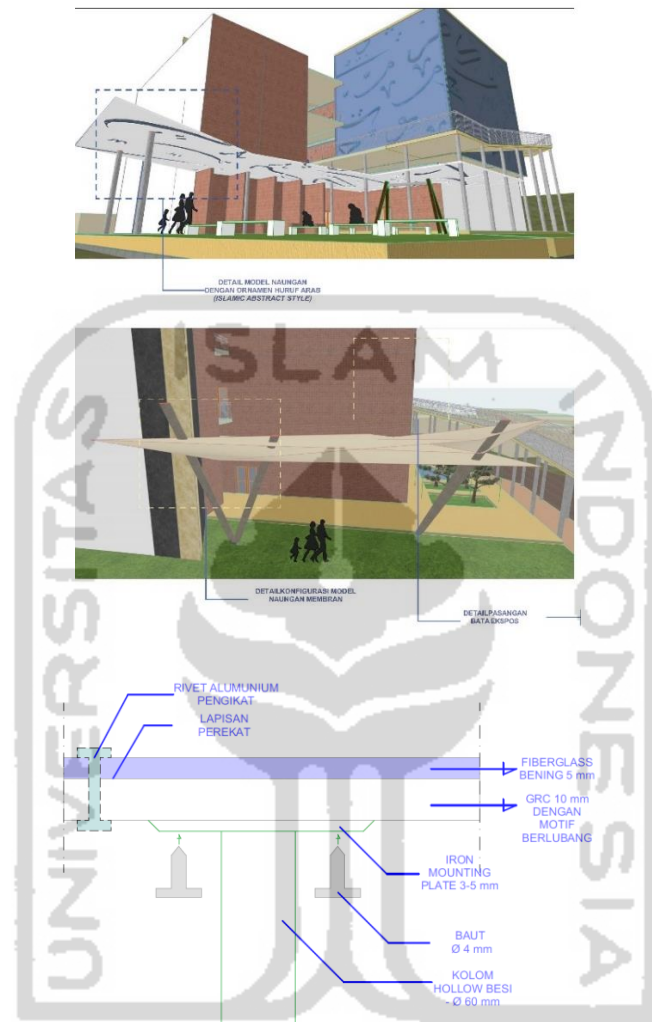 DETAIL MODEL NAUNGAN
DENGAN ORNAMEN HURUF ARAB
(ISLAMIC ABSTRACT STYLE)
ISLAM
UNIVERSITAS
INDONESIA
DETAILKONFIGURASI MODEL
NAUNGAN MEMBRAN
DETAILPASANGAN
BATAEKSPOS
RIVET ALUMUNIUM
PENGIKAT
LAPISAN
PEREKAT
FIBERGLASS
BENING 5 mm
GRC 10 mm
DENGAN
MOTIF
BERLUBANG
IRON
MOUNTING
PLATE 3-5 mm
BAUT
Ø 4 mm
KOLOM
HOLLOW BESI
- Ø 60 mm